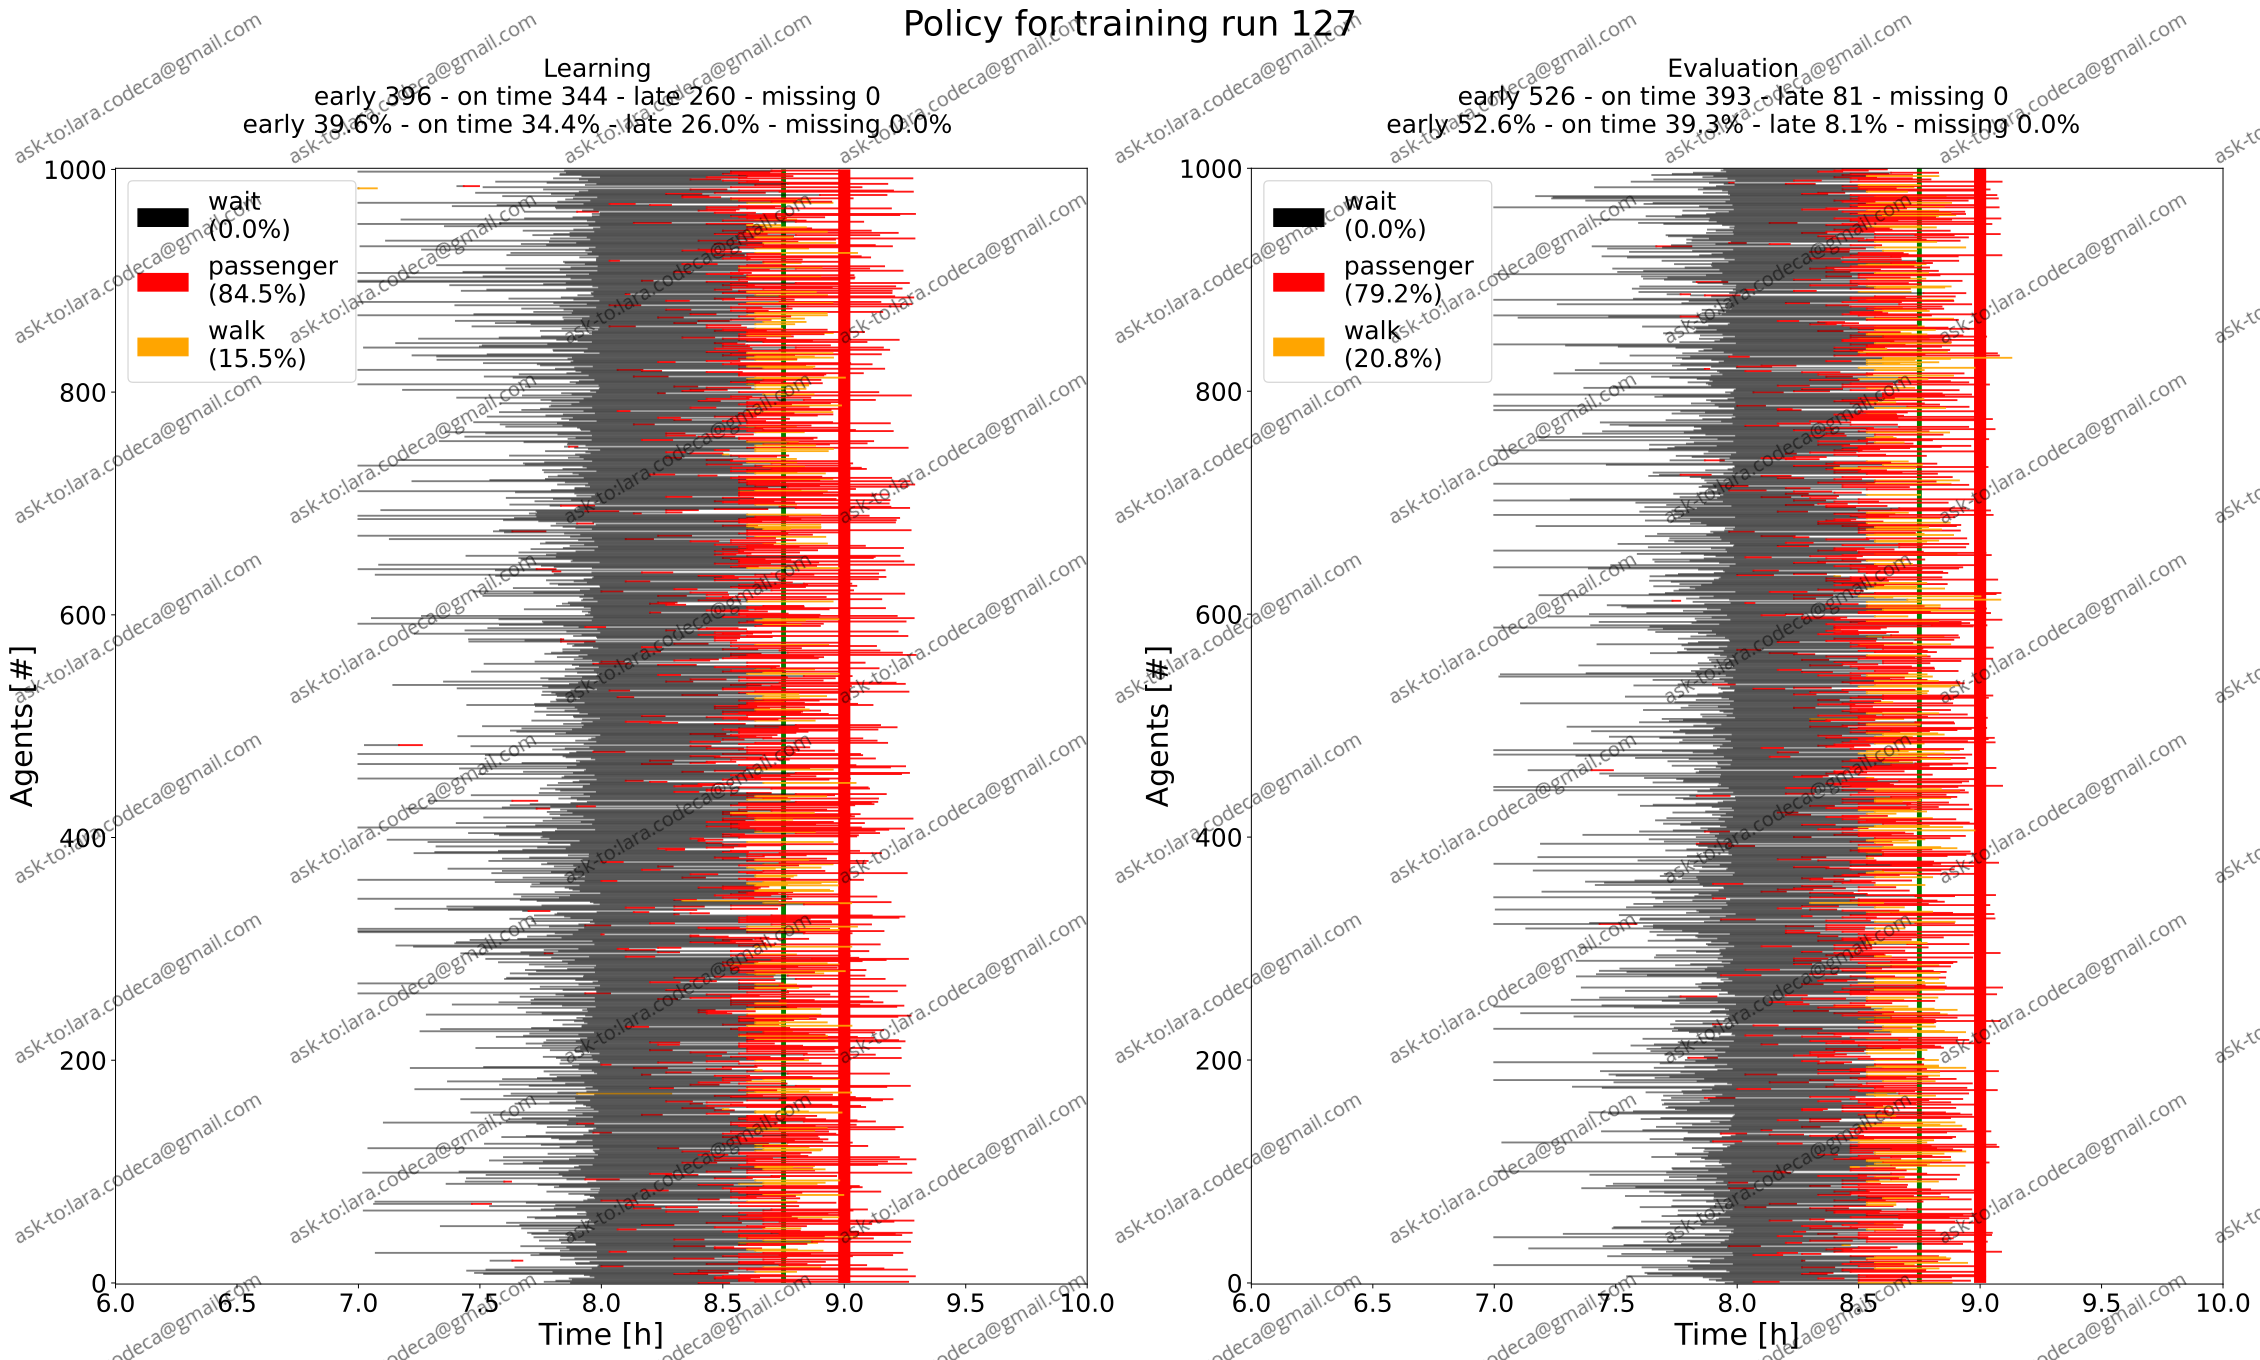 Policy for training run 127
Learning
early 396 - on time 344 - late 260 - missing 0
early 39.6% - on time 34.4% - late 26.0% - missing 0.0%
wait
(0.0%)
passenger
(84.5%)
walk
(15.5%)
Agents [#]
1000
800
600
400
200
0
6.0 6.5 7.0 7.5 8.0 8.5 9.0 9.5 10.0
Time [h]
Evaluation
early 526 - on time 393 - late 81 - missing 0
early 52.6% - on time 39.3% - late 8.1% - missing 0.0%
wait
(0.0%)
passenger
(79.2%)
walk
(20.8%)
Agents [#]
1000
800
600
400
200
0
6.0 6.5 7.0 7.5 8.0 8.5 9.0 9.5 10.0
Time [h]
ask-to:lara.codeca@gmail.com